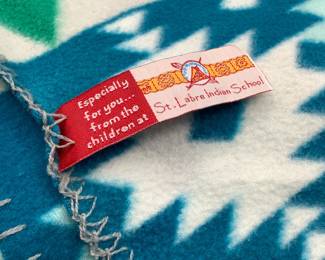 Especially
for you...
from the
children at
St. Labre Indian School